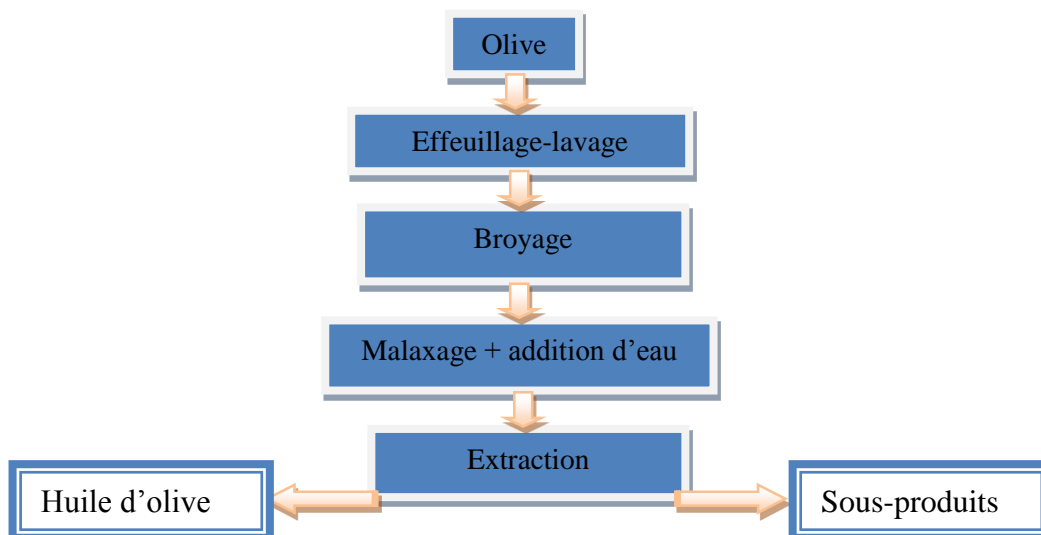 Olive
Effeuillage-lavage
Broyage
Malaxage + addition d’eau
Extraction
Huile d’olive
Sous-produits